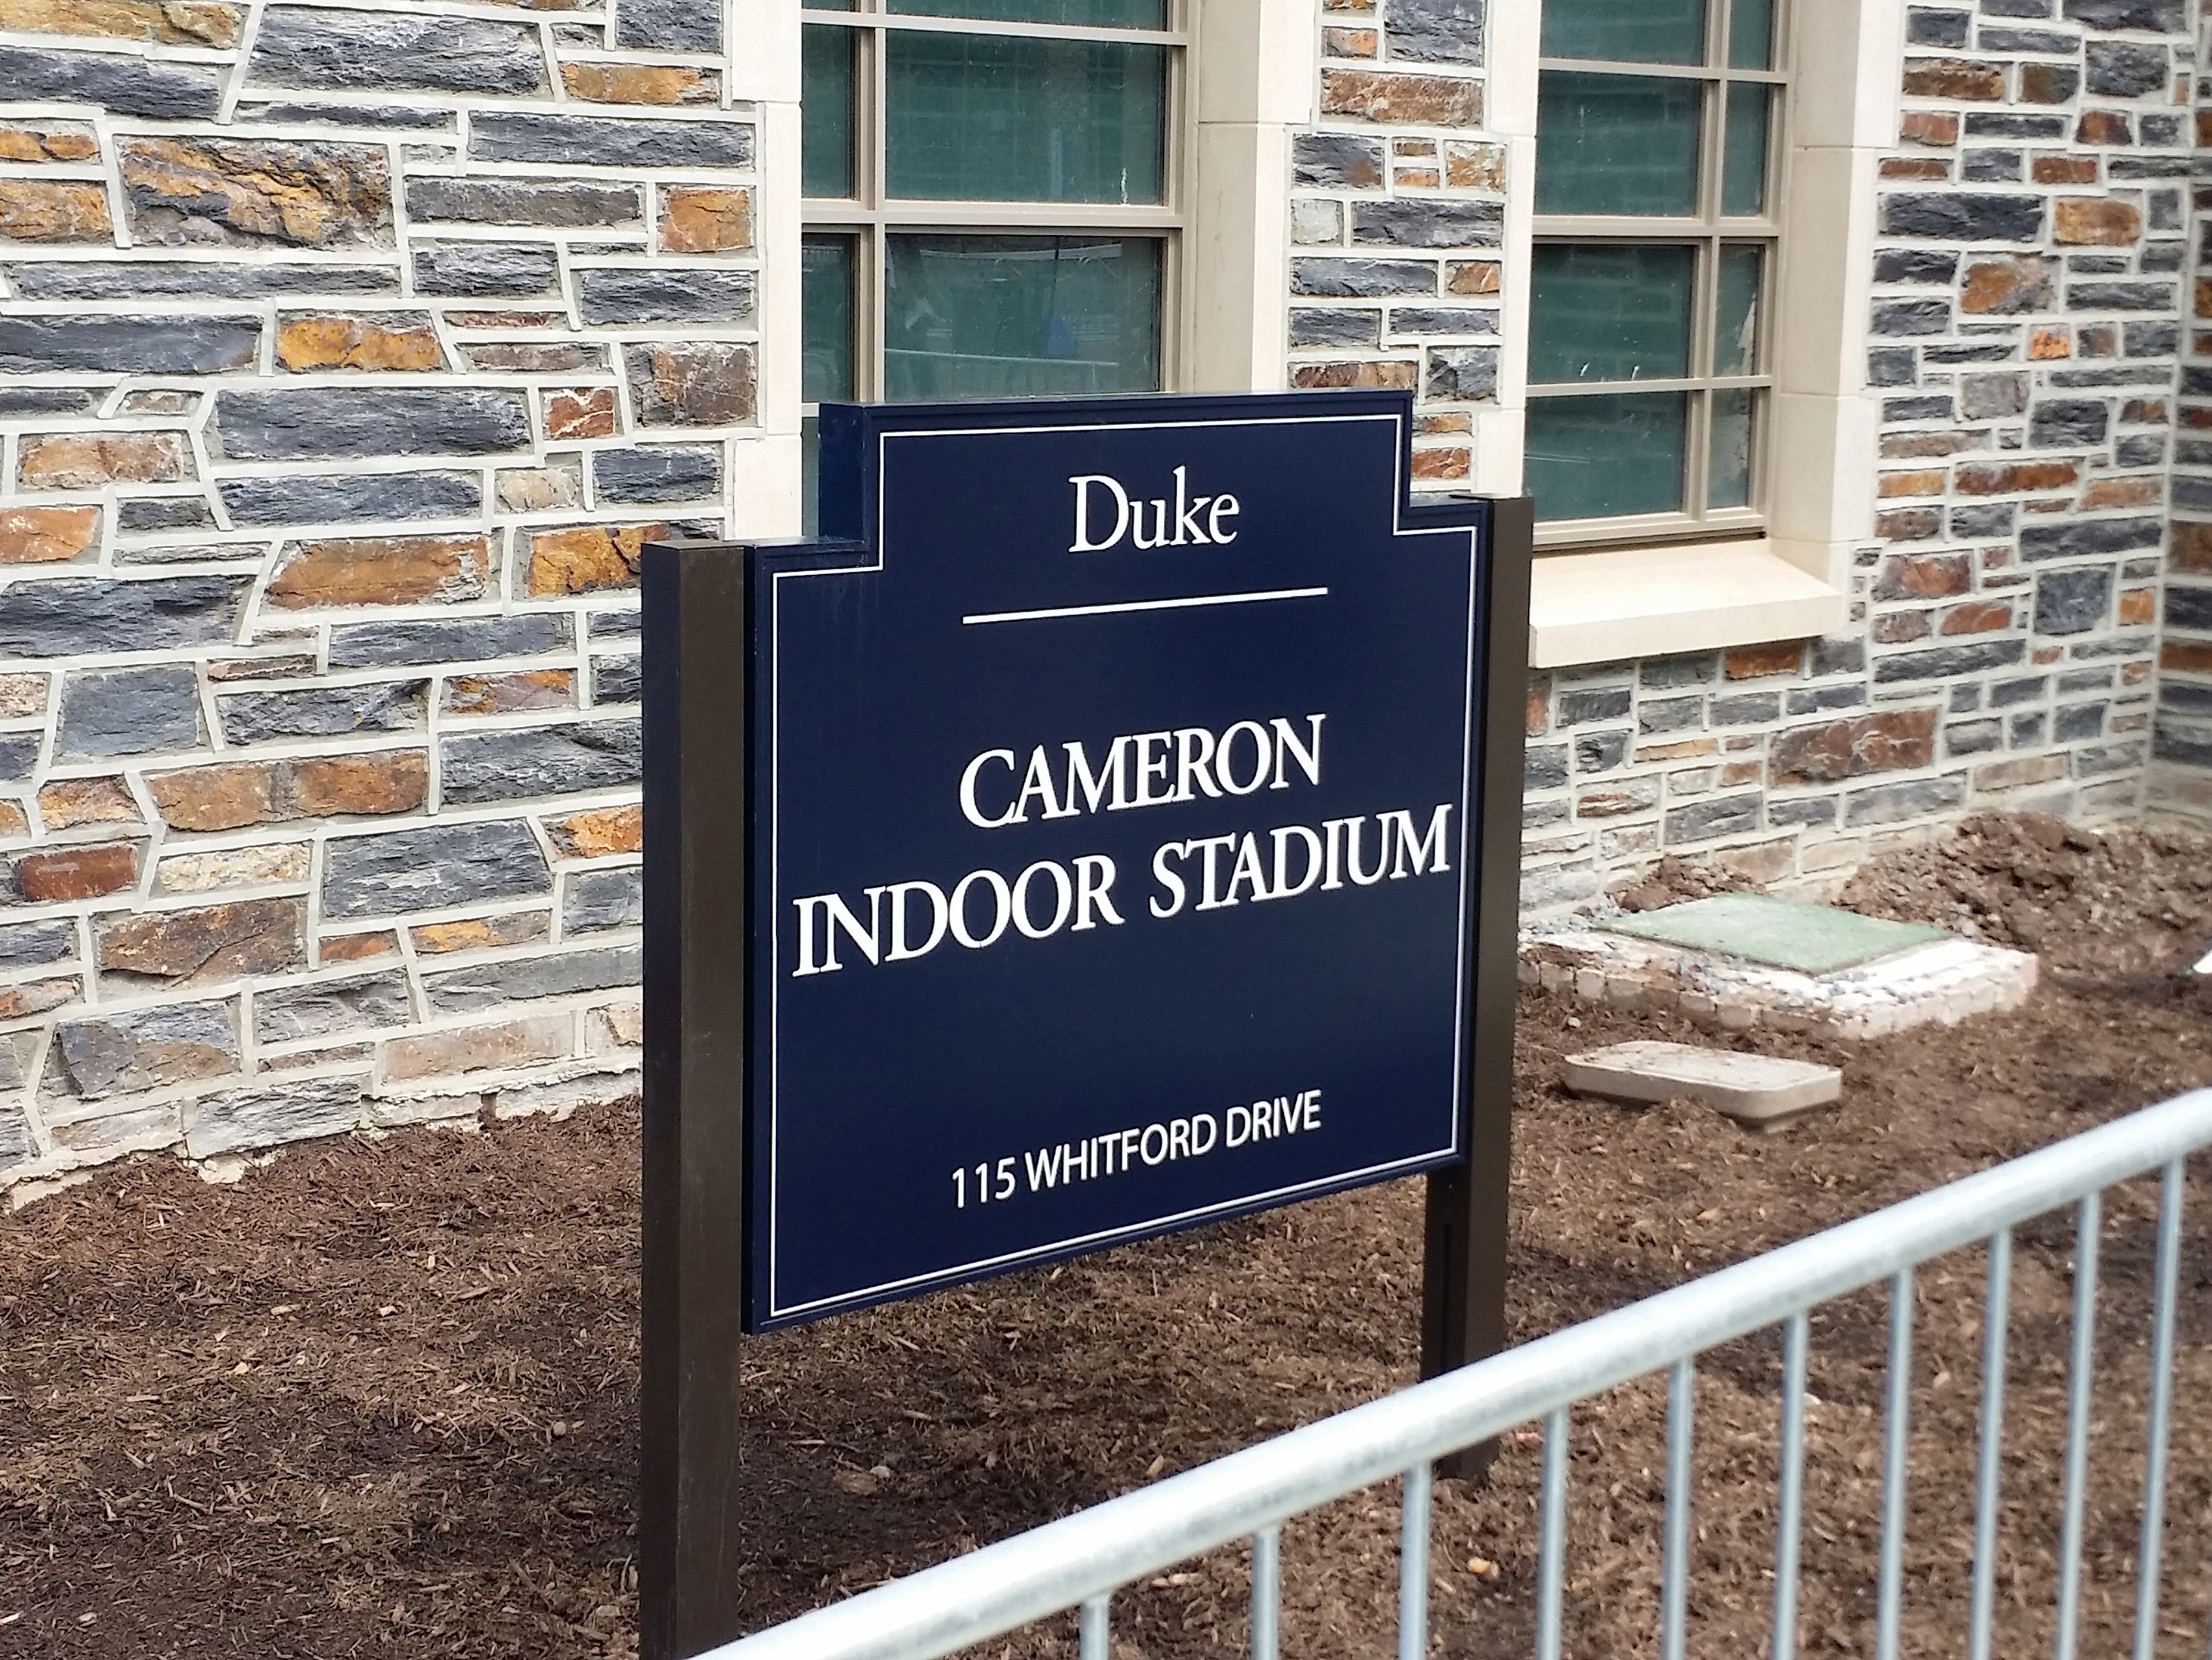 Duke
CAMERON
INDOOR STADIUM
115 WHITFORD DRIVE